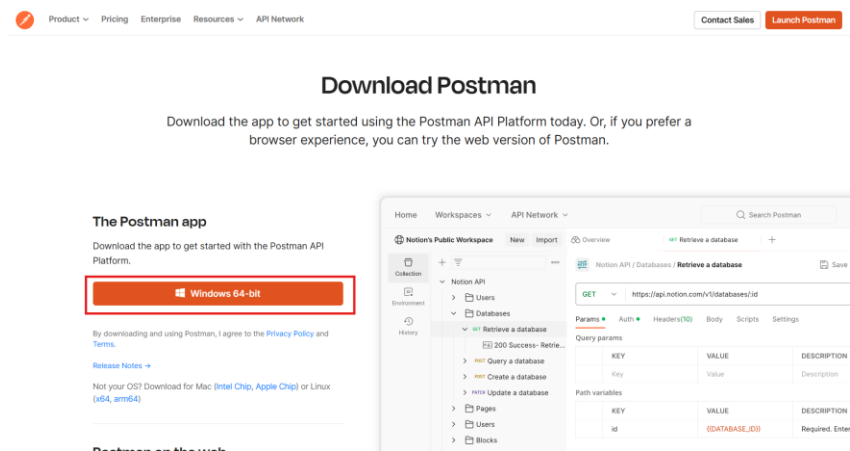 Product Pricing Enterprise Resources API Network Contact Sales Launch Postman
Download Postman
Download the app to get started using the Postman API Platform today. Or, if you prefer a
browser experience, you can try the web version of Postman.
The Postman app
Download the app to get started with the Postman API
Platform.
Windows 64-bit
By downloading and using Postman, I agree to the Privacy Policy and
Terms.
Release Notes →
Not your OS? Download for Mac (Intel Chip, Apple Chip) or Linux
(x64, arm64)
Postman on the web
Home Workspaces API Network Search Postman
Notion's Public Workspace New Import Overview GET Retrieve a database +
Collection
Environment
History
Notion API
Users
Databases
GET Retrieve a database
200 Success- Retrie...
POST Query a database
POST Create a database
PATCH Update a database
Pages
Users
Blocks
Notion API / Databases / Retrieve a database Save
GET https://api.notion.com/v1/databases/:id
Params Auth Headers(10) Body Scripts Settings
Query params
KEY VALUE DESCRIPTION
Key Value Description
Path variables
KEY VALUE DESCRIPTION
id {{DATABASE_ID}} Required. Enter